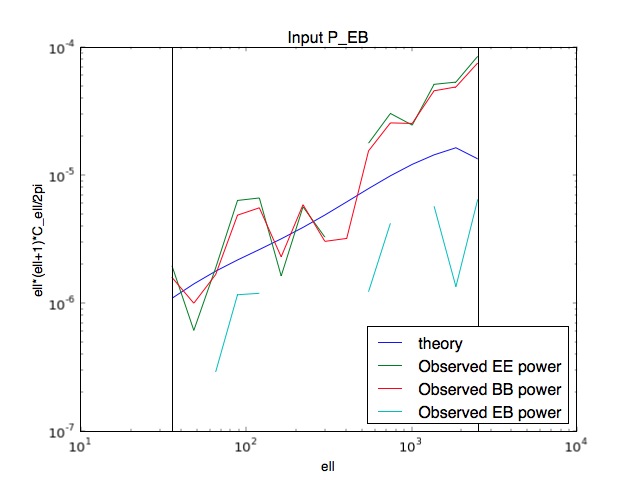 Input P_EB
10^-4
10^-5
10^-6
10^-7
ell*(ell+1)*C_ell/2pi
theory
Observed EE power
Observed BB power
Observed EB power
10^1
10^2
10^3
10^4
ell